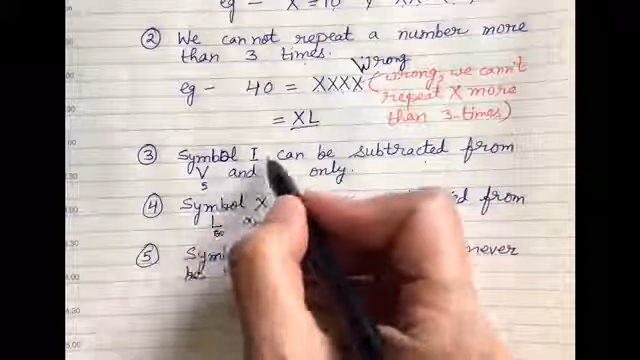 eg - X = 10
② We can not repeat a number more
than 3 times.
Wrong
eg - 40 = XXXX (wrong, we cann't
repeat X more
than 3-times)
= XL
③ Symbol I can be subtracted from
V and only.
5
④ Symbol X from
L
50
⑤ never
be